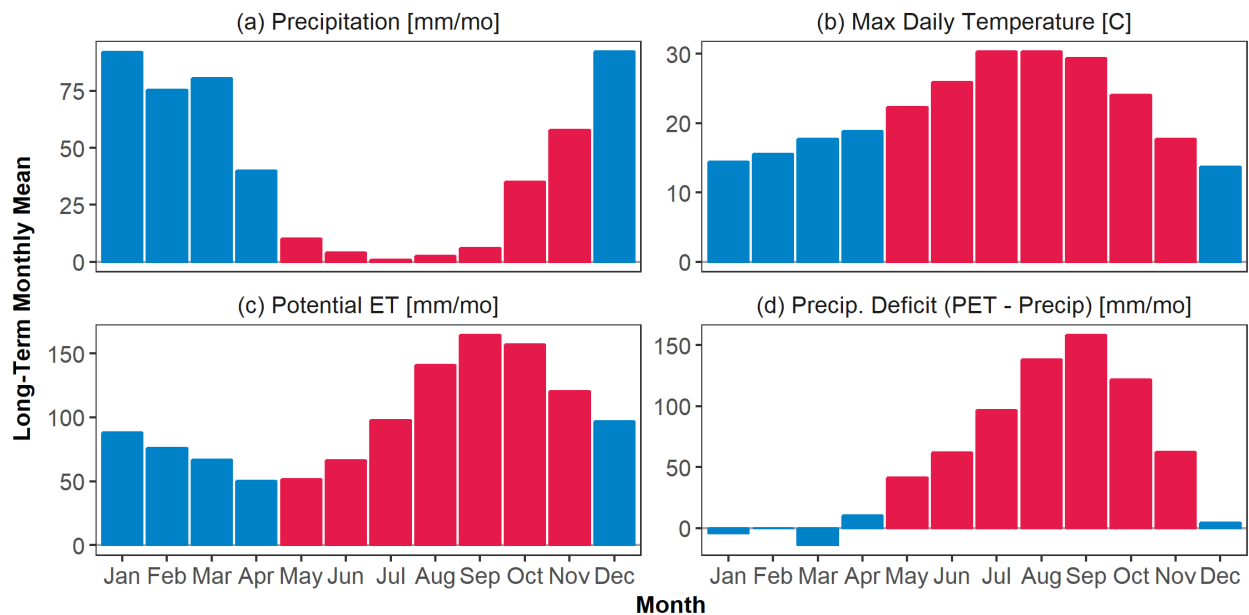 (a) Precipitation [mm/mo]
(b) Max Daily Temperature [C]
75
50
25
0
30
20
10
0
Long-Term Monthly Mean
(c) Potential ET [mm/mo]
(d) Precip. Deficit (PET - Precip) [mm/mo]
150
100
50
0
150
100
50
0
Jan Feb Mar Apr May Jun Jul Aug Sep Oct Nov Dec
Jan Feb Mar Apr May Jun Jul Aug Sep Oct Nov Dec
Month